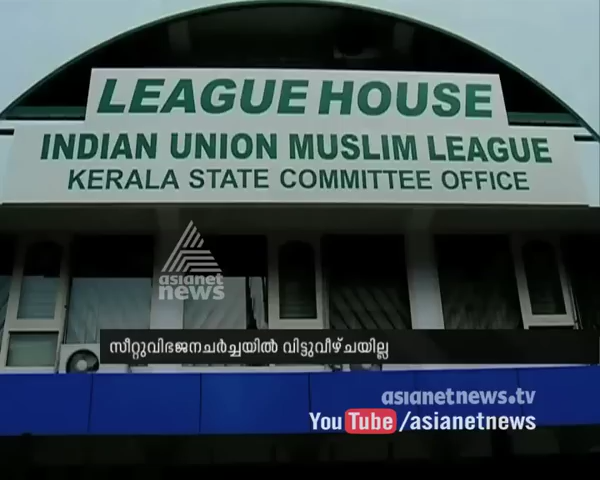 LEAGUE HOUSE
INDIAN UNION MUSLIM LEAGUE
KERALA STATE COMMITTEE OFFICE
asianet
news
സീറ്റുവിഭജനചർച്ചയിൽ വിട്ടുവീഴ്ചയില്ല
asianetnews.tv
YouTube/asianetnews